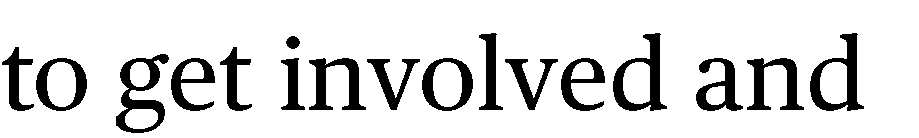 to get involved and